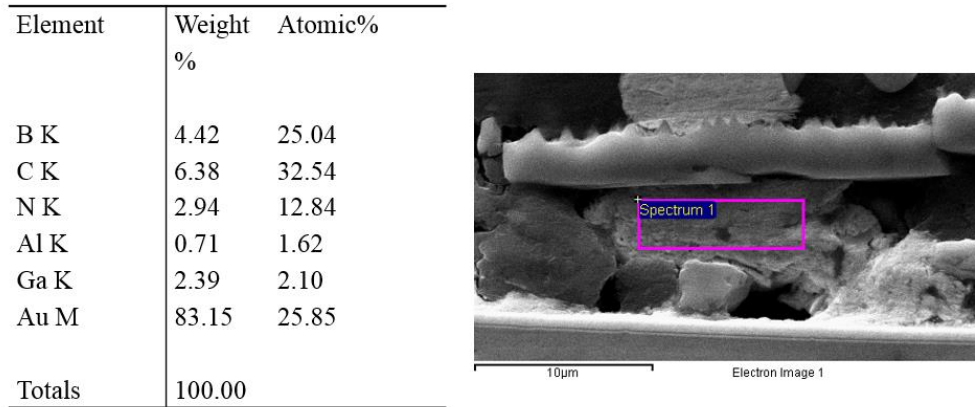 Element Weight % Atomic%
B K 4.42 25.04
C K 6.38 32.54
N K 2.94 12.84
Al K 0.71 1.62
Ga K 2.39 2.10
Au M 83.15 25.85
Totals 100.00
Spectrum 1
10µm Electron Image 1